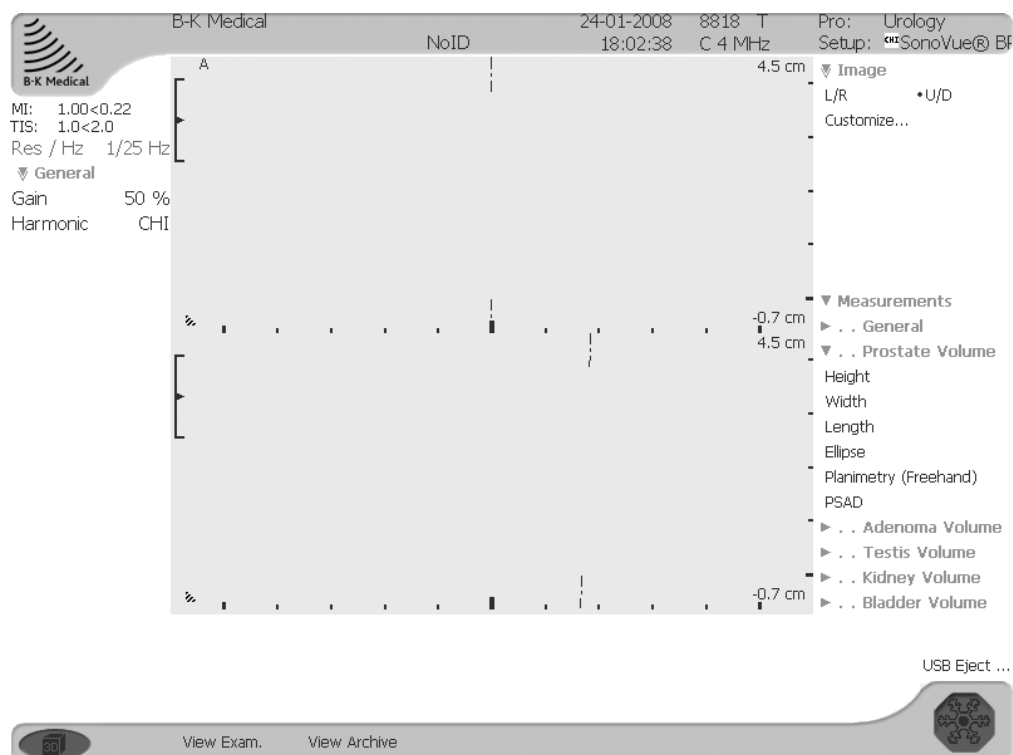 B-K Medical 24-01-2008 8818 T Pro: Urology
NoID 18:02:38 C 4 MHz Setup: CHI SonoVue® BF
B-K Medical
MI: 1.00<0.22
TIS: 1.0<2.0
Res / Hz 1/25 Hz
General
Gain 50 %
Harmonic CHI
A 4.5 cm
-0.7 cm
4.5 cm
-0.7 cm
Image
L/R •U/D
Customize...
Measurements
. . General
. . Prostate Volume
Height
Width
Length
Ellipse
Planimetry (Freehand)
PSAD
. . Adenoma Volume
. . Testis Volume
. . Kidney Volume
. . Bladder Volume
USB Eject ...
3D View Exam. View Archive